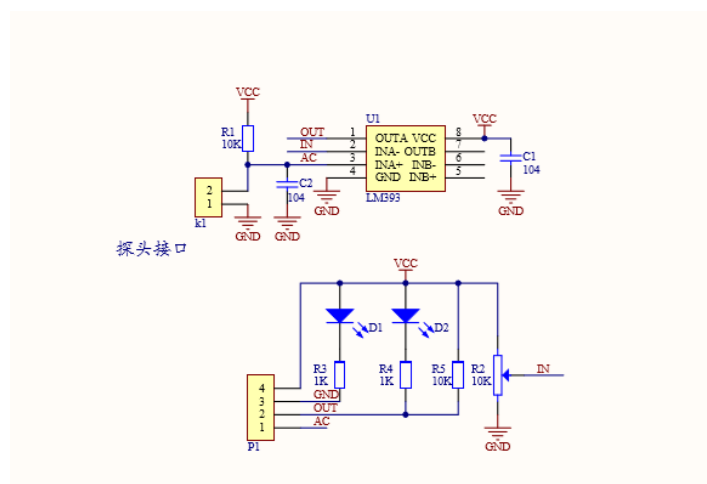 VCC
U1
VCC
R1
10K
OUT 1 OUTA VCC 8
IN 2 INA- OUTB 7
AC 3 INA+ INB- 6
4 GND INB+ 5
C1
104
C2
104
LM393
2
1
k1
GND
GND
GND
GND
探头接口
VCC
D1
D2
R3
1K
R4
1K
R5
10K
R2
10K
IN
4
3 GND
2 OUT
1 AC
P1
GND